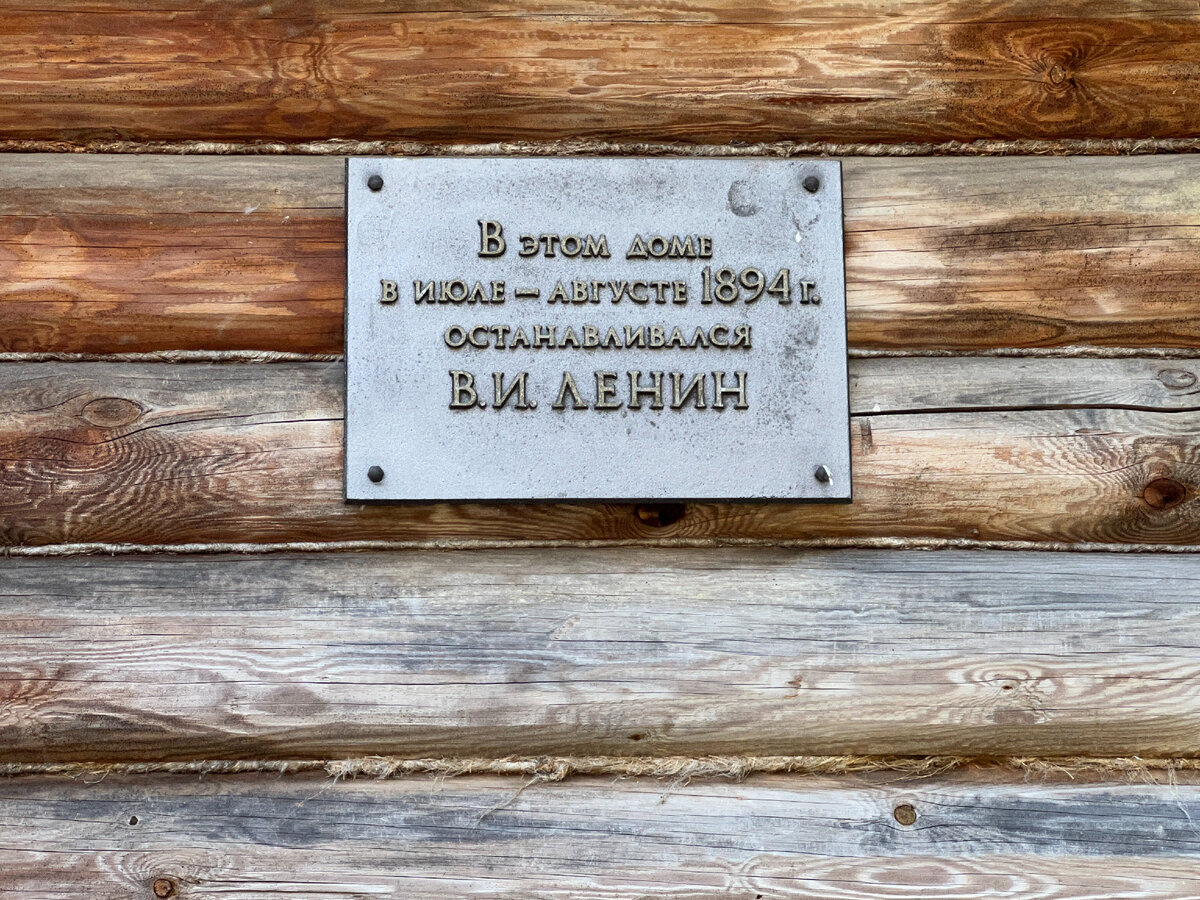 В этом доме
в июле – августе 1894 г.
останавливался
В. И. Ленин